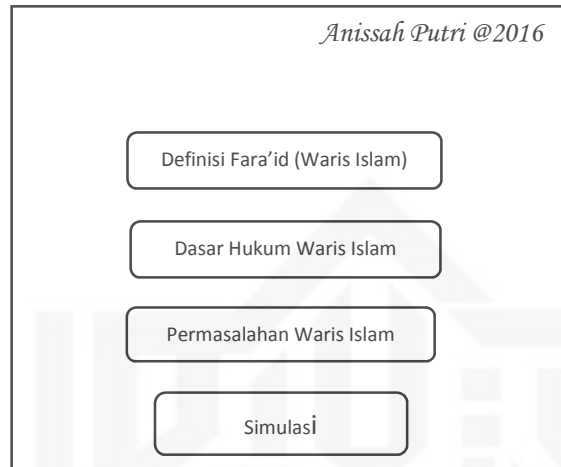 Anissah Putri @2016
Definisi Fara’id (Waris Islam)
Dasar Hukum Waris Islam
Permasalahan Waris Islam
Simulasi